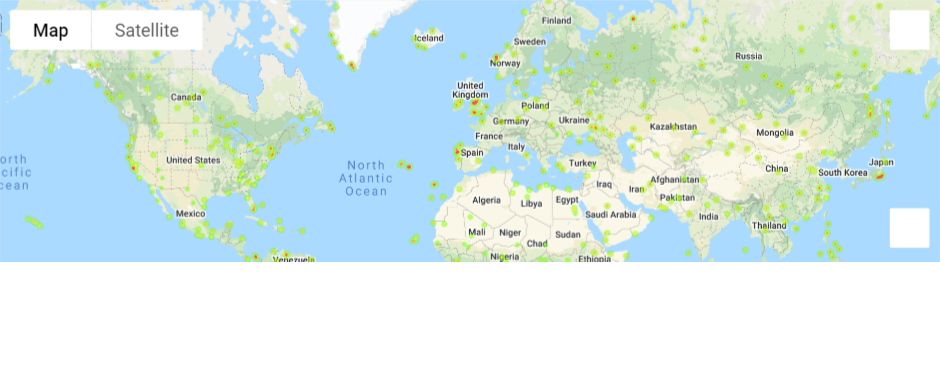 Map
Satellite
Finland
Iceland
Sweden
Russia
Norway
United
Kingdom
Canada
Poland
Germany
Ukraine
Kazakhstan
Mongolia
France
Italy
Spain
United States
North
Atlantic
Ocean
Turkey
China
South Korea
Japan
Afghanistan
Iraq
Iran
Pakistan
Algeria
Libya
Egypt
Saudi Arabia
India
Mexico
Mali
Niger
Chad
Sudan
Thailand
Venezuela
Nigeria
Ethiopia
orth
cific
cean